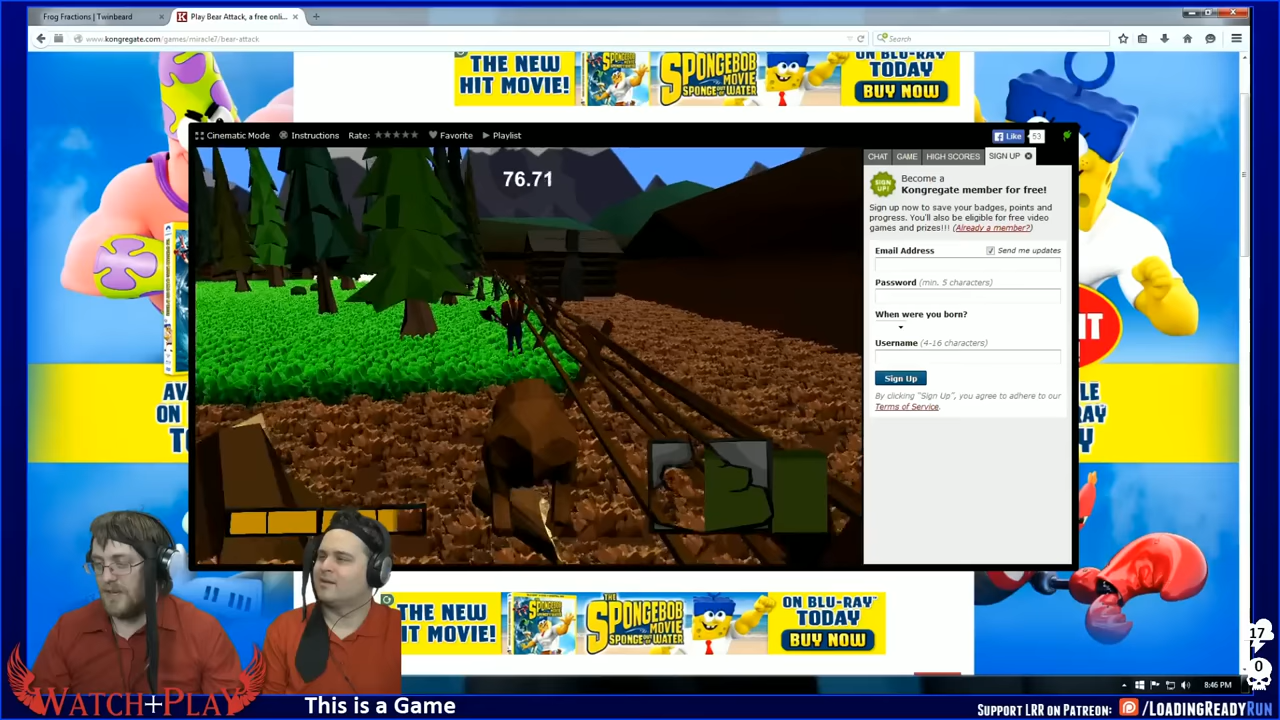 Frog Fractions | Twinbeard
Play Bear Attack, a free onli...
www.kongregate.com/games/miracle7/bear-attack
Search
THE NEW
HIT MOVIE!
SPONGEBOB
MOVIE
SPONGE OUT OF WATER
ON BLU-RAY
TODAY
BUY NOW
Cinematic Mode
Instructions
Rate:
Favorite
Playlist
Like
53
76.71
CHAT
GAME
HIGH SCORES
SIGN UP
SIGN UP!
Become a
Kongregate member for free!
Sign up now to save your badges, points and
progress. You'll also be eligible for free video
games and prizes!!! (Already a member?)
Email Address
Send me updates
Password (min. 5 characters)
When were you born?
Username (4-16 characters)
Sign Up
By clicking "Sign Up", you agree to adhere to our
Terms of Service.
THE NEW
HIT MOVIE!
THE
SPONGEBOB
MOVIE
SPONGE OUT OF WATER
ON BLU-RAY
TODAY
BUY NOW
17
0
8:46 PM
WATCH+PLAY
This is a Game
SUPPORT LRR ON PATREON:
/LOADINGREADYRUN